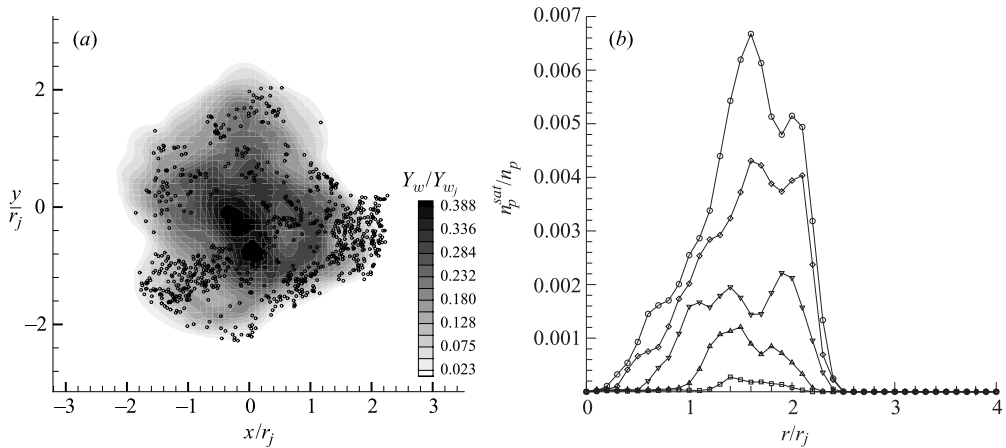 (a)
2
0
−2
y/r_j
−3 −2 −1 0 1 2 3
x/r_j
Y_w/Y_{w_j}
0.388
0.336
0.284
0.232
0.180
0.128
0.075
0.023
(b)
0.007
0.006
0.005
0.004
0.003
0.002
0.001
n_p^{sat}/n_p
0 1 2 3 4
r/r_j